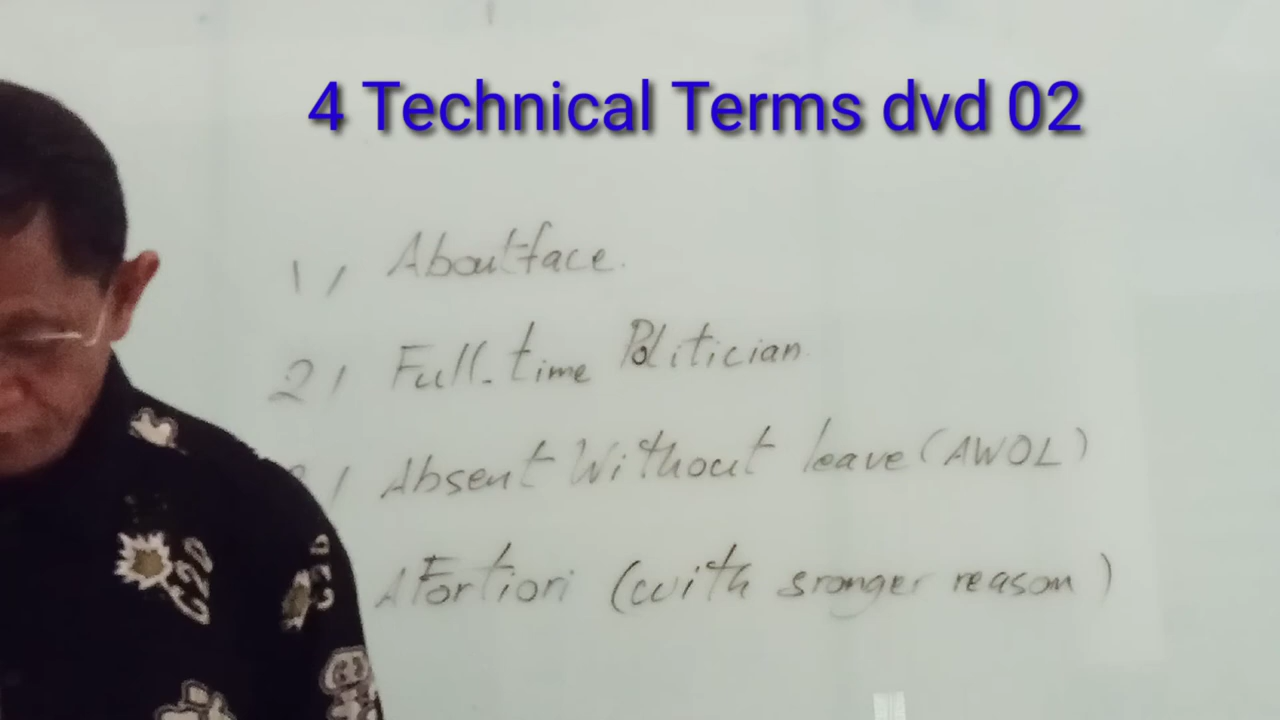 4 Technical Terms dvd 02
1, About-face.
2, Full-time Politician
Absent Without leave (AWOL)
A Fortiori (with sronger reason)